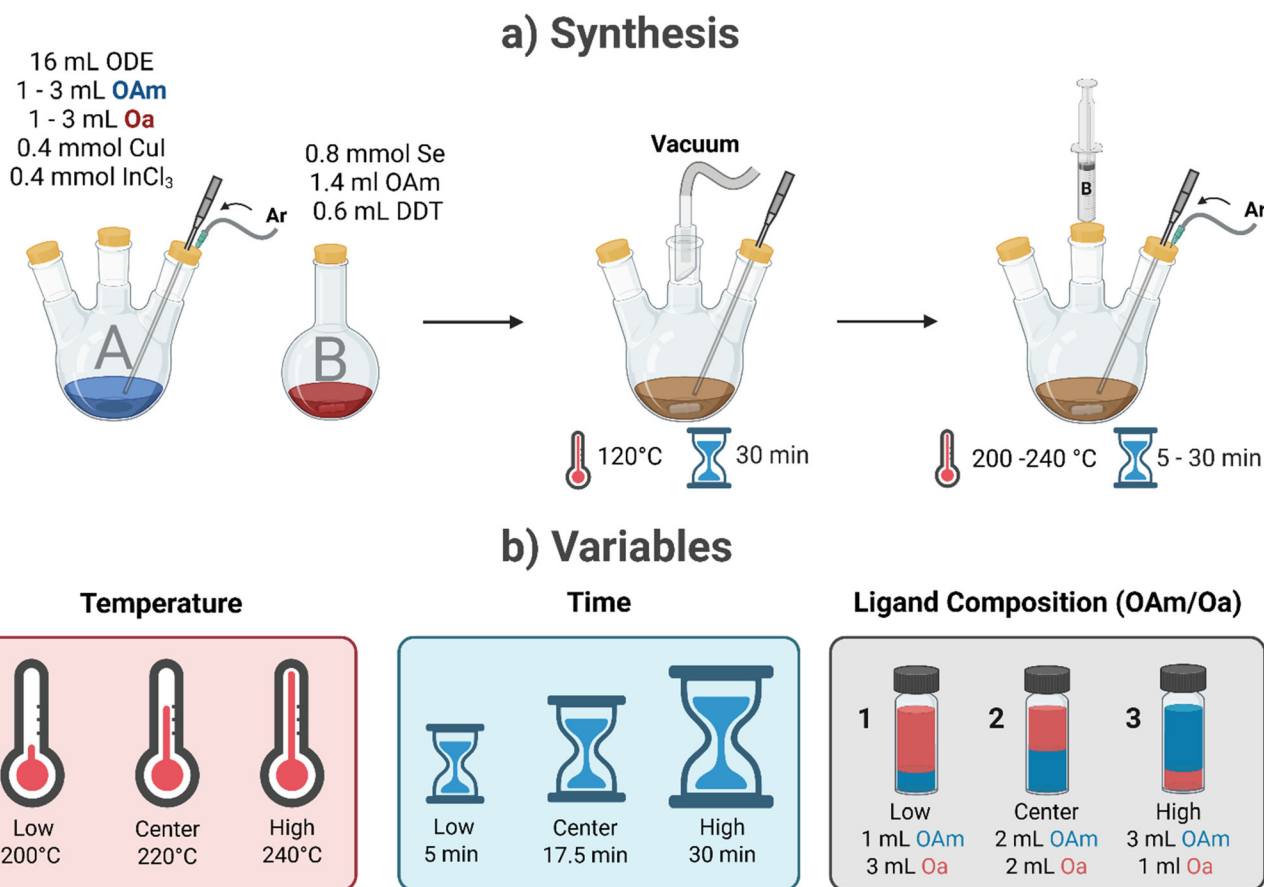 a) Synthesis
16 mL ODE
1 - 3 mL OAm
1 - 3 mL Oa
0.4 mmol CuI
0.4 mmol InCl₃
Ar
A
0.8 mmol Se
1.4 ml OAm
0.6 mL DDT
B
Vacuum
120°C
30 min
B
Ar
200 -240 °C
5 - 30 min
b) Variables
Temperature
Low
200°C
Center
220°C
High
240°C
Time
Low
5 min
Center
17.5 min
High
30 min
Ligand Composition (OAm/Oa)
1
Low
1 mL OAm
3 mL Oa
2
Center
2 mL OAm
2 mL Oa
3
High
3 mL OAm
1 ml Oa